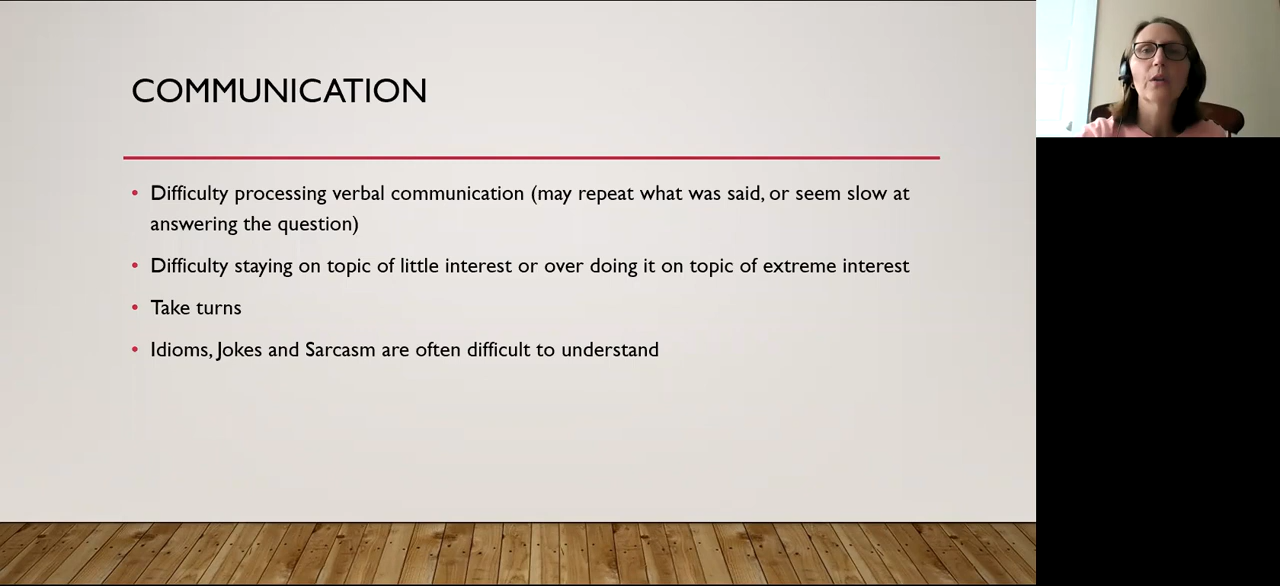 COMMUNICATION
• Difficulty processing verbal communication (may repeat what was said, or seem slow at
answering the question)
• Difficulty staying on topic of little interest or over doing it on topic of extreme interest
• Take turns
• Idioms, Jokes and Sarcasm are often difficult to understand